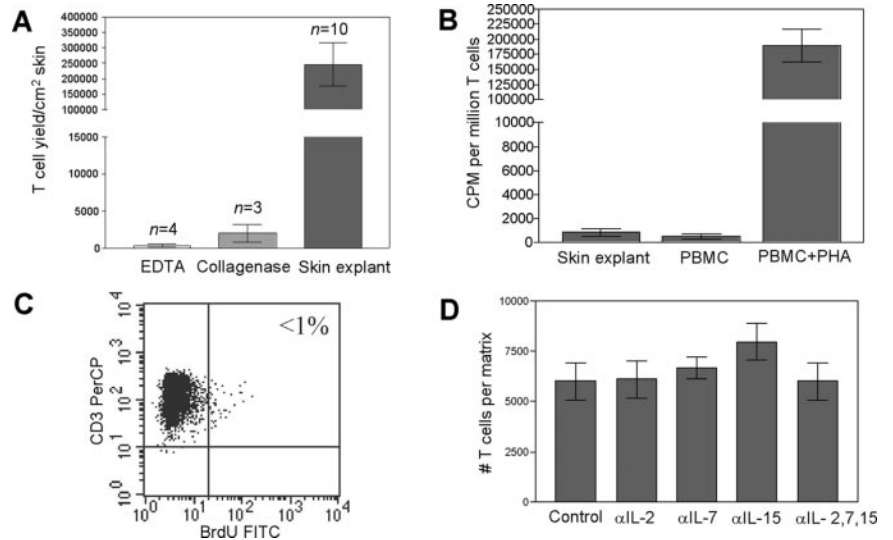 A
T cell yield/cm² skin
400000
350000
300000
250000
200000
150000
100000
15000
10000
5000
0
n=4
n=3
n=10
EDTA Collagenase Skin explant
B
CPM per million T cells
250000
225000
200000
175000
150000
125000
100000
10000
8000
6000
4000
2000
0
Skin explant PBMC PBMC+PHA
C
CD3 PerCP
10⁴
10³
10²
10¹
10⁰
<1%
10⁰ 10¹ 10² 10³ 10⁴
BrdU FITC
D
# T cells per matrix
10000
7500
5000
2500
0
Control αIL-2 αIL-7 αIL-15 αIL- 2,7,15